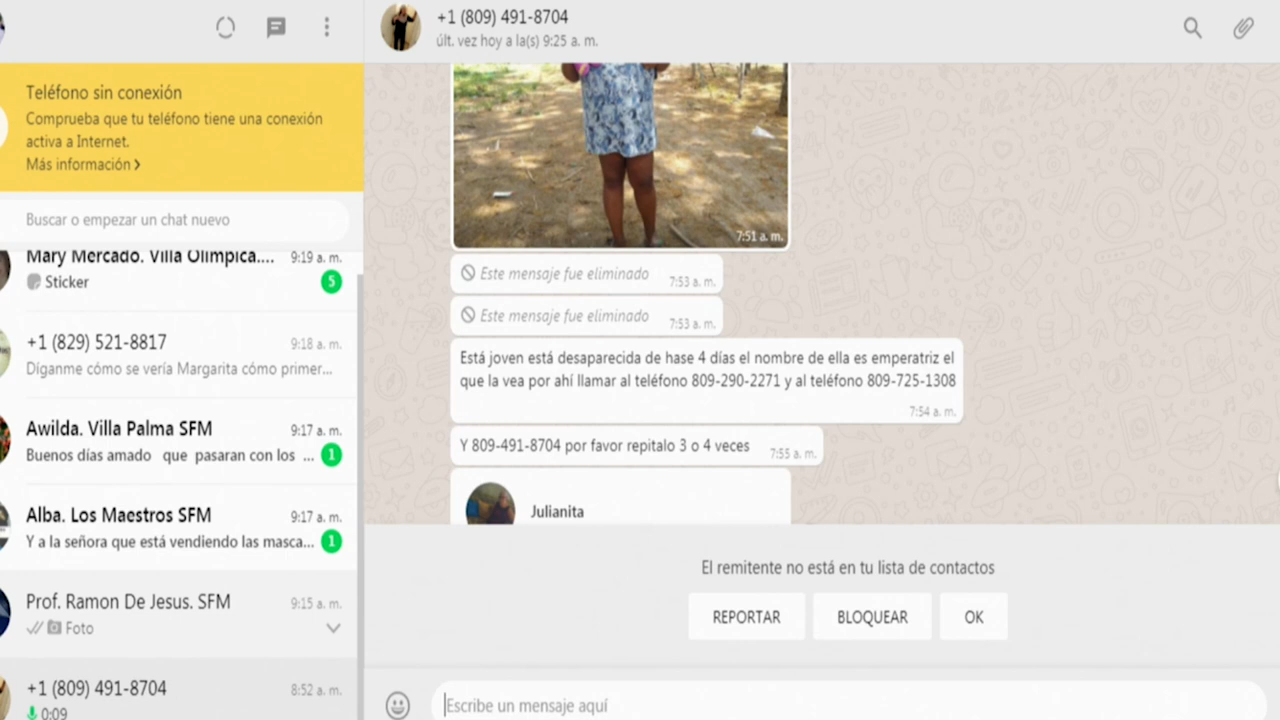 Teléfono sin conexión
Comprueba que tu teléfono tiene una conexión
activa a Internet.
Más información >
Buscar o empezar un chat nuevo
Mary Mercado. Villa Olimpica.... 9:19 a. m.
Sticker 5
+1 (829) 521-8817 9:18 a. m.
Díganme cómo se vería Margarita cómo primer...
Awilda. Villa Palma SFM 9:17 a. m.
Buenos días amado que pasaran con los ... 1
Alba. Los Maestros SFM 9:17 a. m.
Y a la señora que está vendiendo las masca... 1
Prof. Ramon De Jesus. SFM 9:15 a. m.
Foto
+1 (809) 491-8704 8:52 a. m.
0:09
+1 (809) 491-8704
últ. vez hoy a la(s) 9:25 a. m.
7:51 a. m.
Este mensaje fue eliminado 7:53 a. m.
Este mensaje fue eliminado 7:53 a. m.
Está joven está desaparecida de hase 4 días el nombre de ella es emperatriz el
que la vea por ahí llamar al teléfono 809-290-2271 y al teléfono 809-725-1308
7:54 a. m.
Y 809-491-8704 por favor repitalo 3 o 4 veces 7:55 a. m.
Julianita
El remitente no está en tu lista de contactos
REPORTAR BLOQUEAR OK
Escribe un mensaje aquí